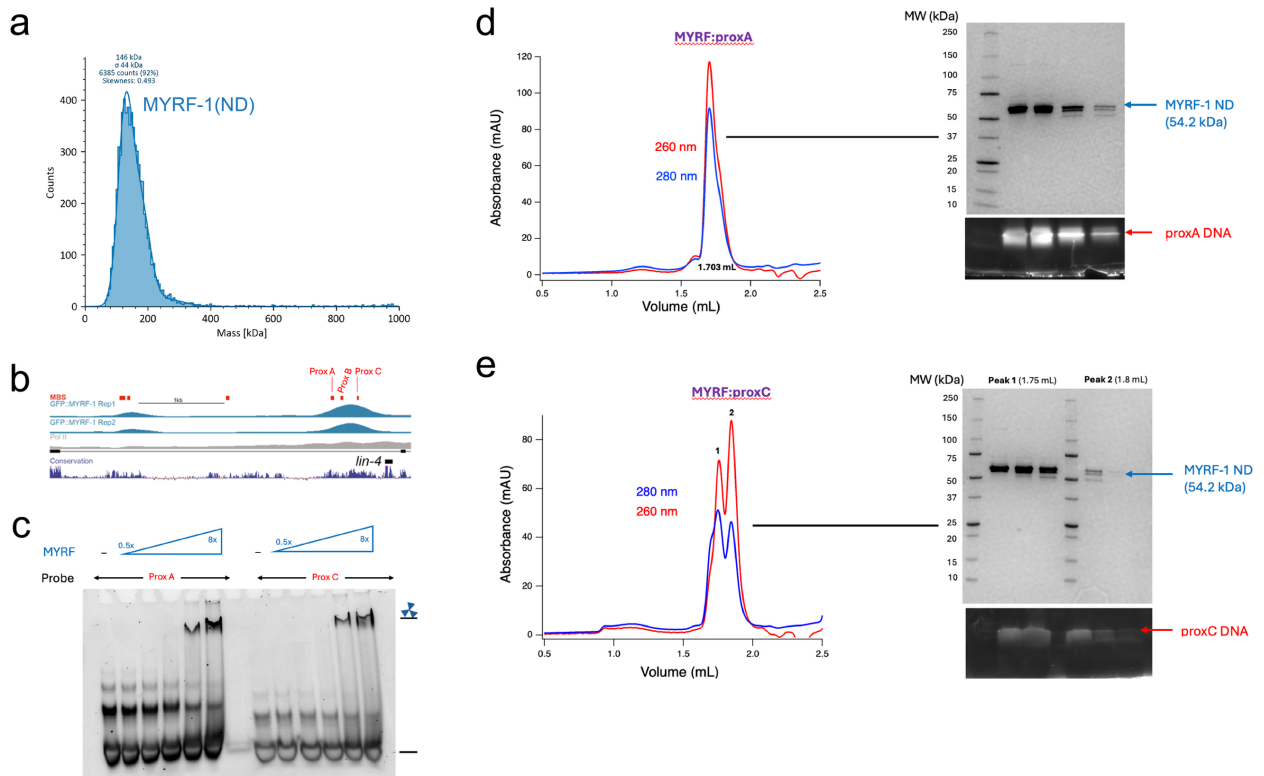 a
146 kDa
σ 44 kDa
6385 counts (92%)
Skewness: 0.493
MYRF-1(ND)
400
300
200
100
0
Counts
0
200
400
600
800
1000
Mass [kDa]
b
Prox A
Prox B
Prox C
MBS
1kb
GFP::MYRF-1 Rep1
GFP::MYRF-1 Rep2
Pol II
lin-4
Conservation
c
MYRF
–
0.5x
8x
–
0.5x
8x
Probe
Prox A
Prox C
d
MYRF:proxA
120
100
80
60
40
20
0
Absorbance (mAU)
260 nm
280 nm
1.703 mL
0.5
1.0
1.5
2.0
2.5
Volume (mL)
MW (kDa)
250
150
100
75
50
37
25
20
15
10
MYRF-1 ND
(54.2 kDa)
proxA DNA
e
MYRF:proxC
80
60
40
20
0
Absorbance (mAU)
1
2
280 nm
260 nm
0.5
1.0
1.5
2.0
2.5
Volume (mL)
MW (kDa)
Peak 1 (1.75 mL)
Peak 2 (1.8 mL)
250
150
100
75
50
37
25
20
15
10
MYRF-1 ND
(54.2 kDa)
proxC DNA